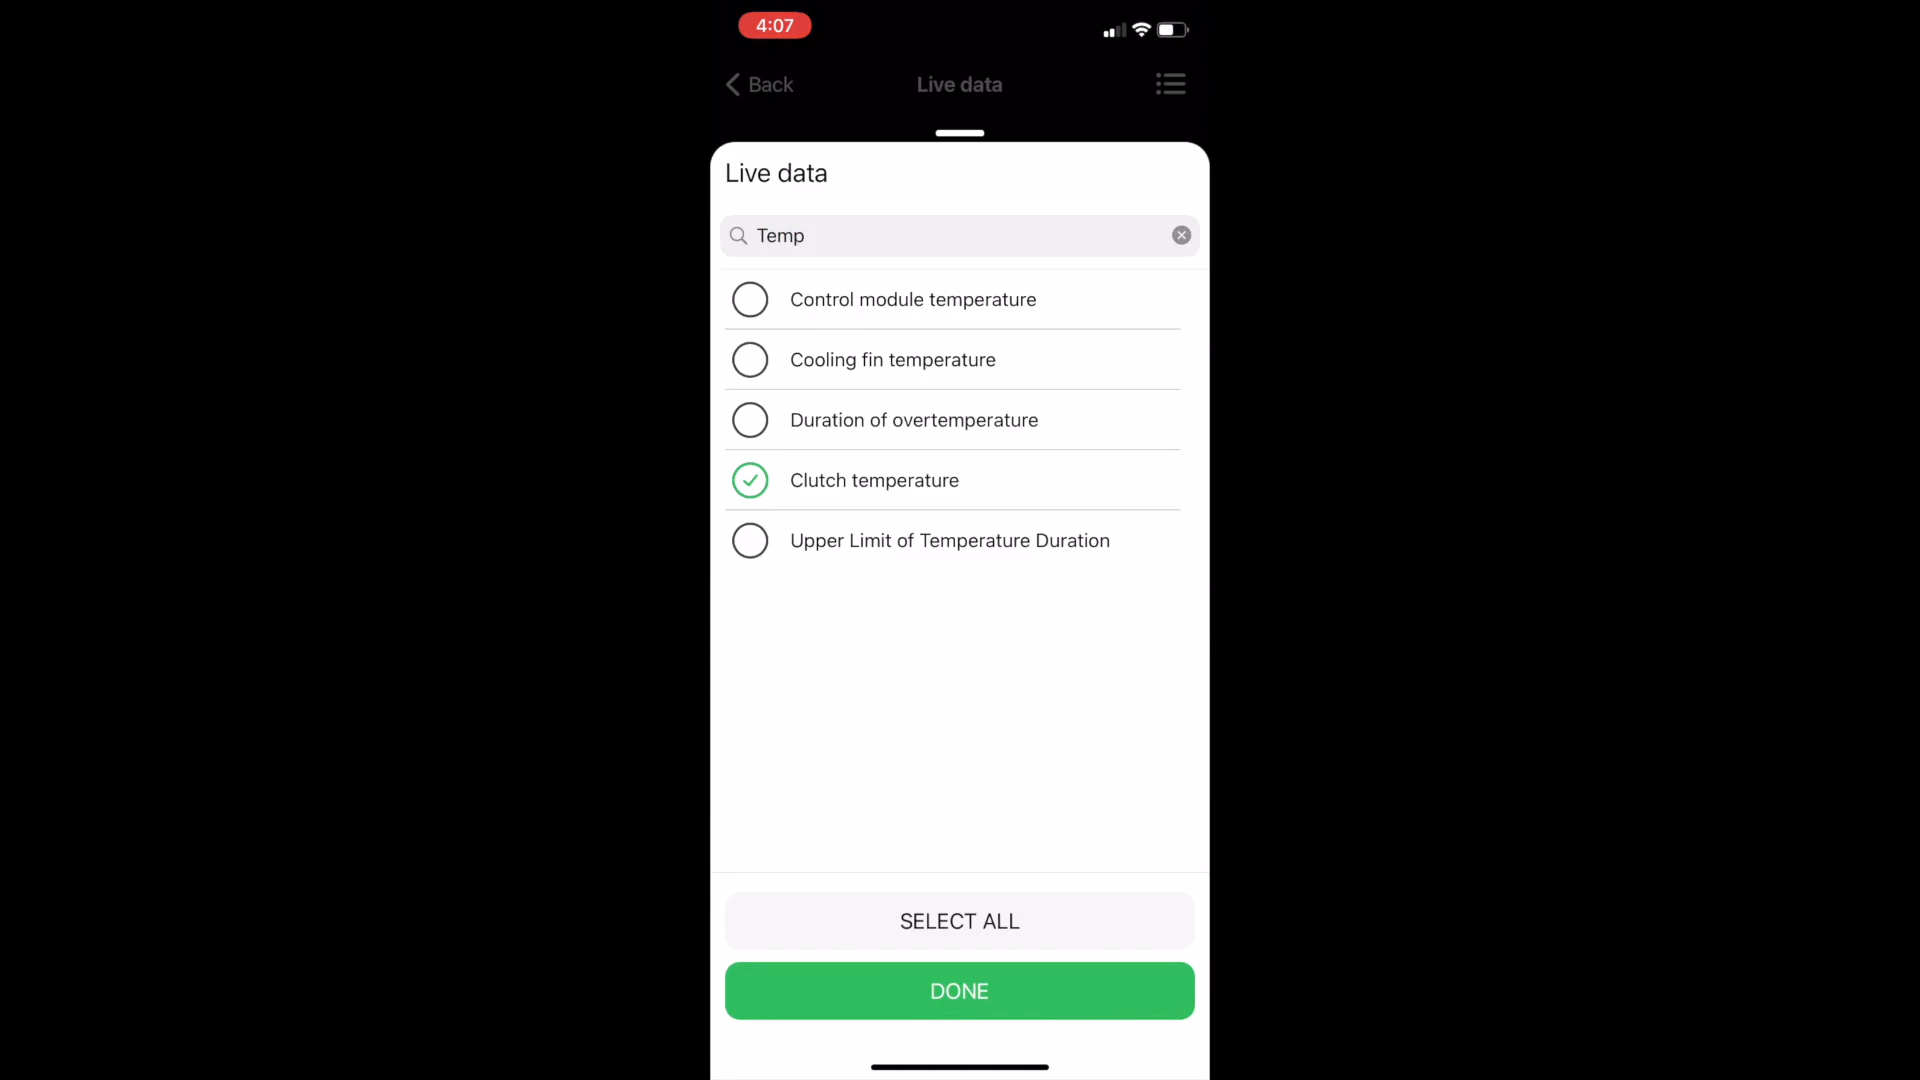 4:07
Back
Live data
Live data
Temp
Control module temperature
Cooling fin temperature
Duration of overtemperature
Clutch temperature
Upper Limit of Temperature Duration
SELECT ALL
DONE